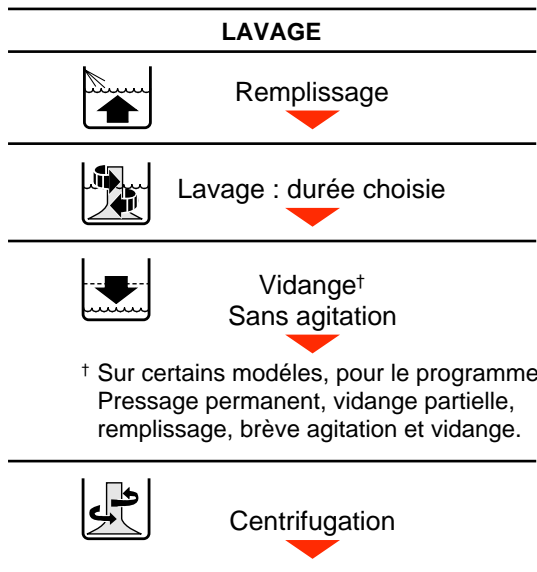 LAVAGE
Remplissage
Lavage : durée choisie
Vidange†
Sans agitation
† Sur certains modéles, pour le programme
Pressage permanent, vidange partielle,
remplissage, brève agitation et vidange.
Centrifugation